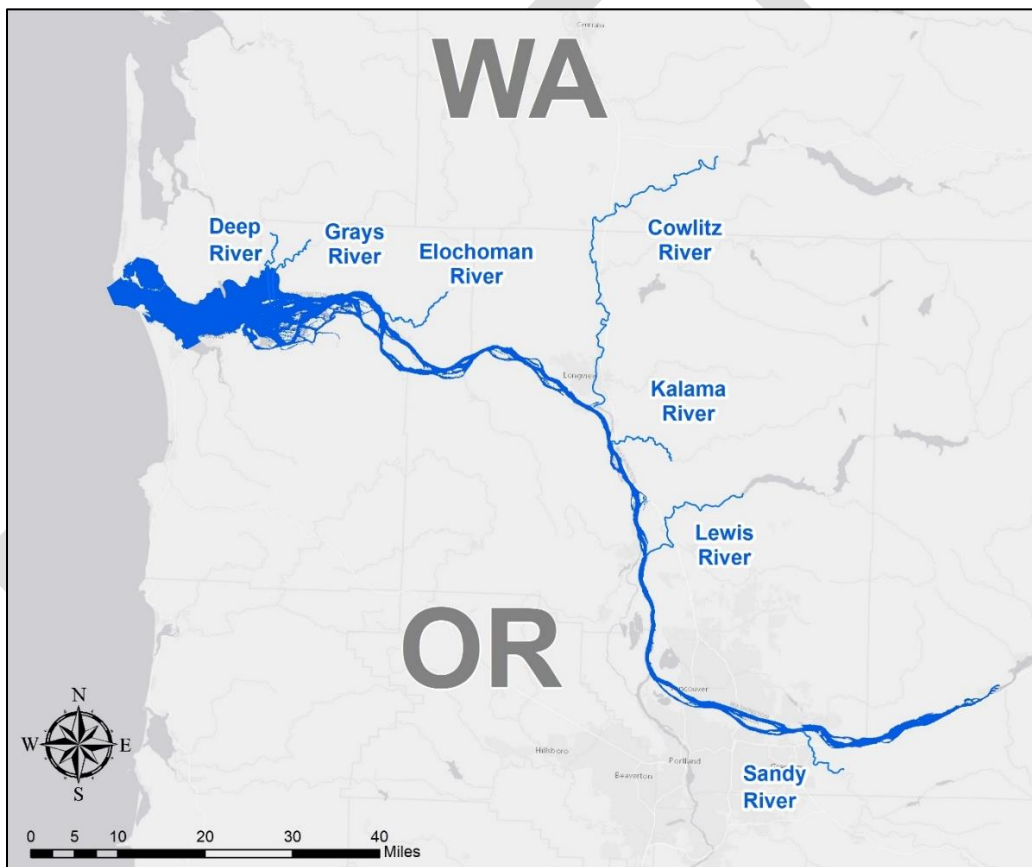 Centralia
WA
Deep
River
Grays
River
Elochoman
River
Cowlitz
River
Longview
Kalama
River
Lewis
River
OR
Vancouver
Hillsboro
Portland
Beaverton
Sandy
River
N
W
E
S
0 5 10 20 30 40
Miles